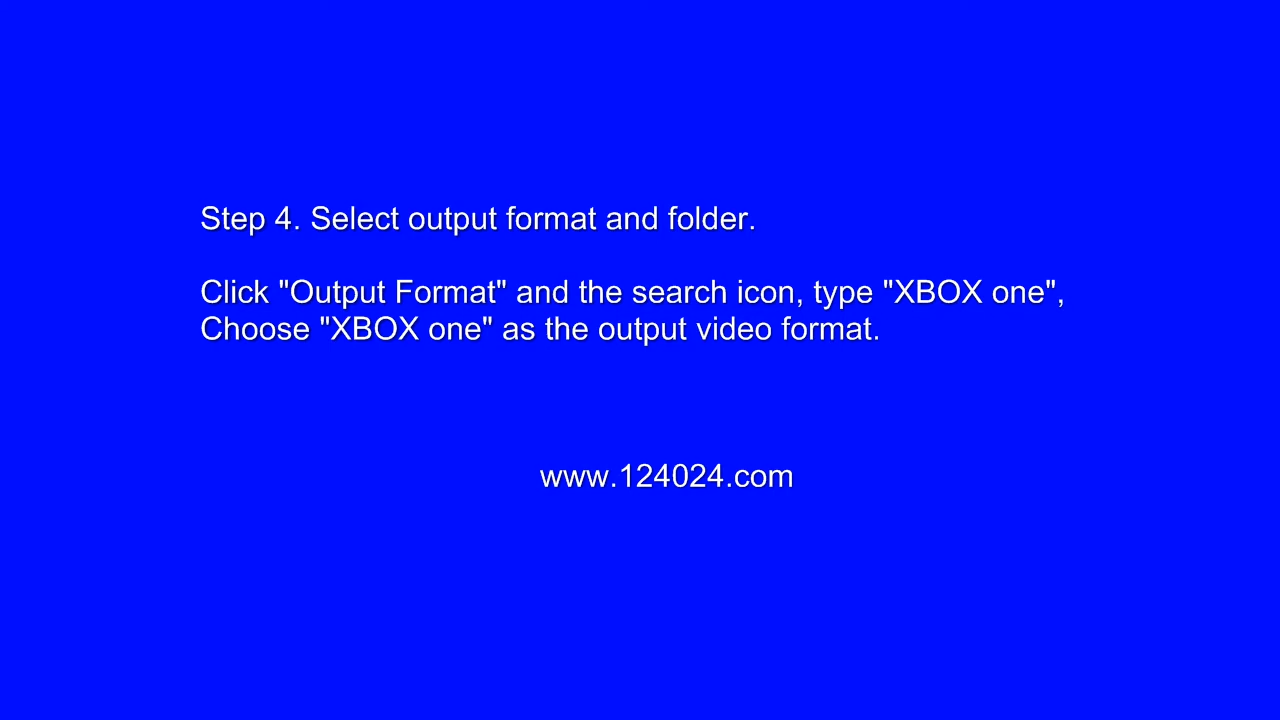 Step 4. Select output format and folder.
Click "Output Format" and the search icon, type "XBOX one",
Choose "XBOX one" as the output video format.
www.124024.com